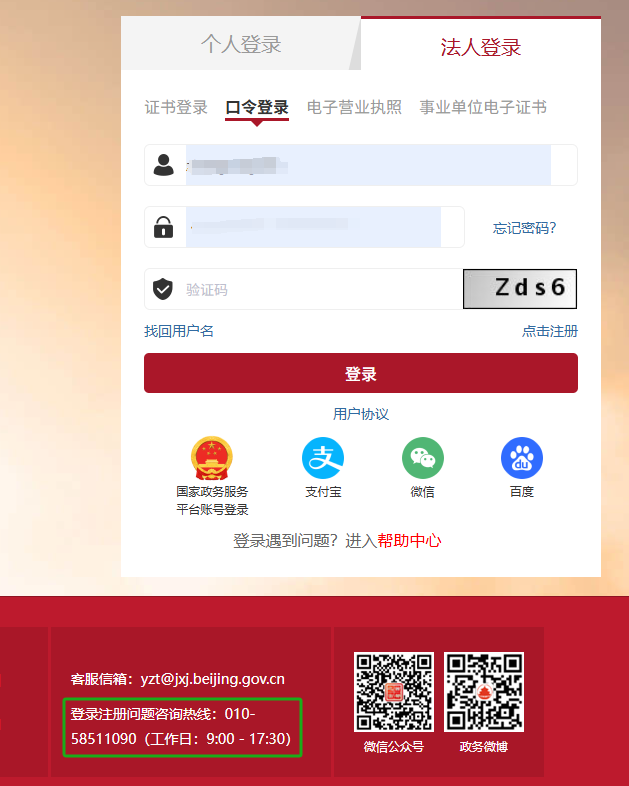 个人登录
法人登录
证书登录 口令登录 电子营业执照 事业单位电子证书
忘记密码?
验证码
Zds6
找回用户名
点击注册
登录
用户协议
国家政务服务
平台账号登录
支付宝
微信
百度
登录遇到问题?进入帮助中心
客服信箱：yzt@jxj.beijing.gov.cn
登录注册问题咨询热线：010-
58511090（工作日：9:00 - 17:30）
微信公众号
政务微博